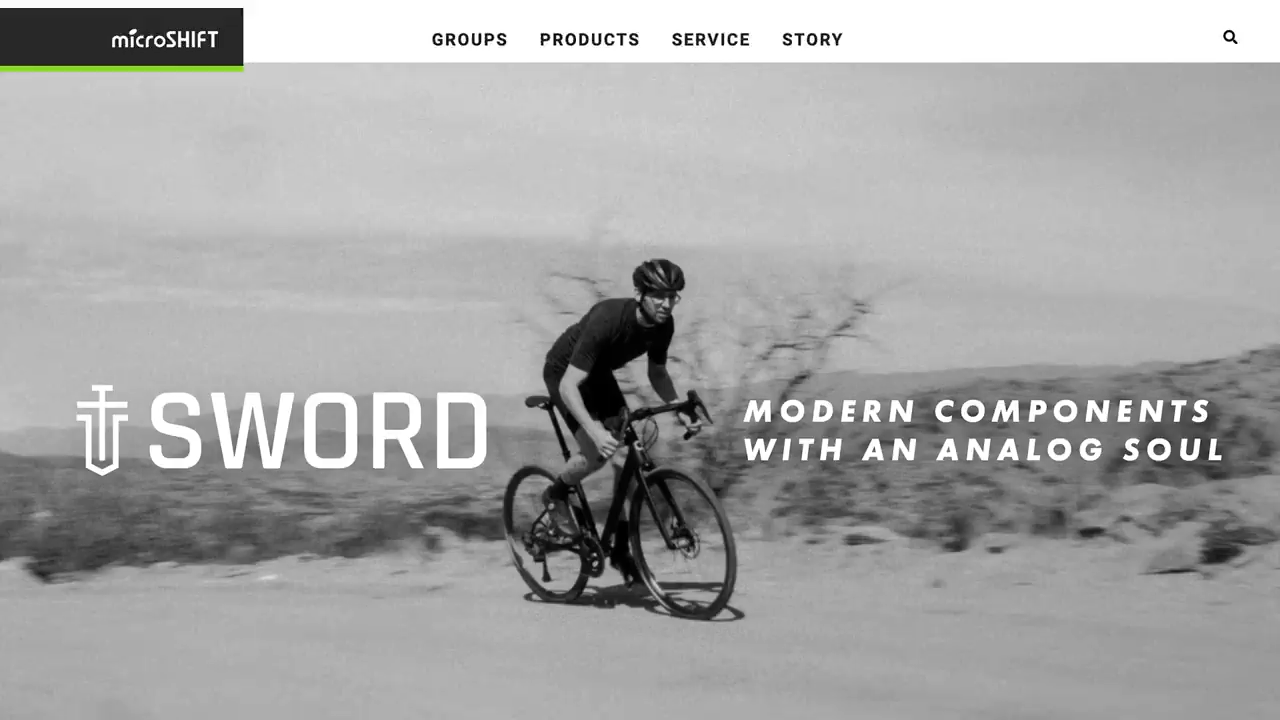 microSHIFT
GROUPS PRODUCTS SERVICE STORY
SWORD
MODERN COMPONENTS
WITH AN ANALOG SOUL